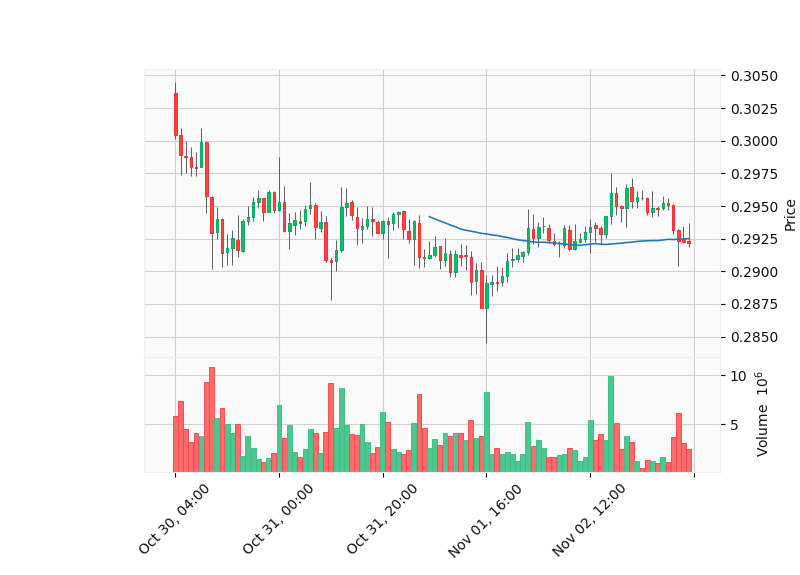 0.3050
0.3025
0.3000
0.2975
0.2950
0.2925
0.2900
0.2875
0.2850
Price
10
5
Volume 10⁶
Oct 30, 04:00
Oct 31, 00:00
Oct 31, 20:00
Nov 01, 16:00
Nov 02, 12:00